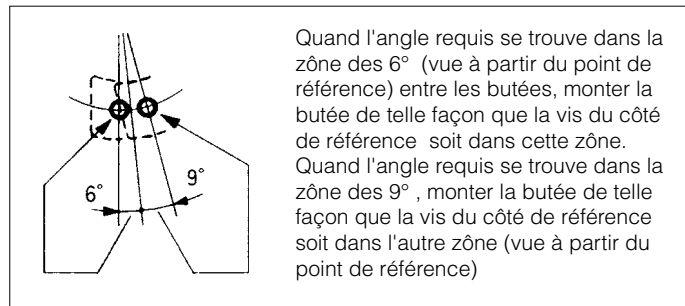 Quand l'angle requis se trouve dans la
zône des 6° (vue à partir du point de
référence) entre les butées, monter la
butée de telle façon que la vis du côté
de référence soit dans cette zône.
Quand l'angle requis se trouve dans la
zône des 9° , monter la butée de telle
façon que la vis du côté de référence
soit dans l'autre zône (vue à partir du
point de référence)
6°
9°